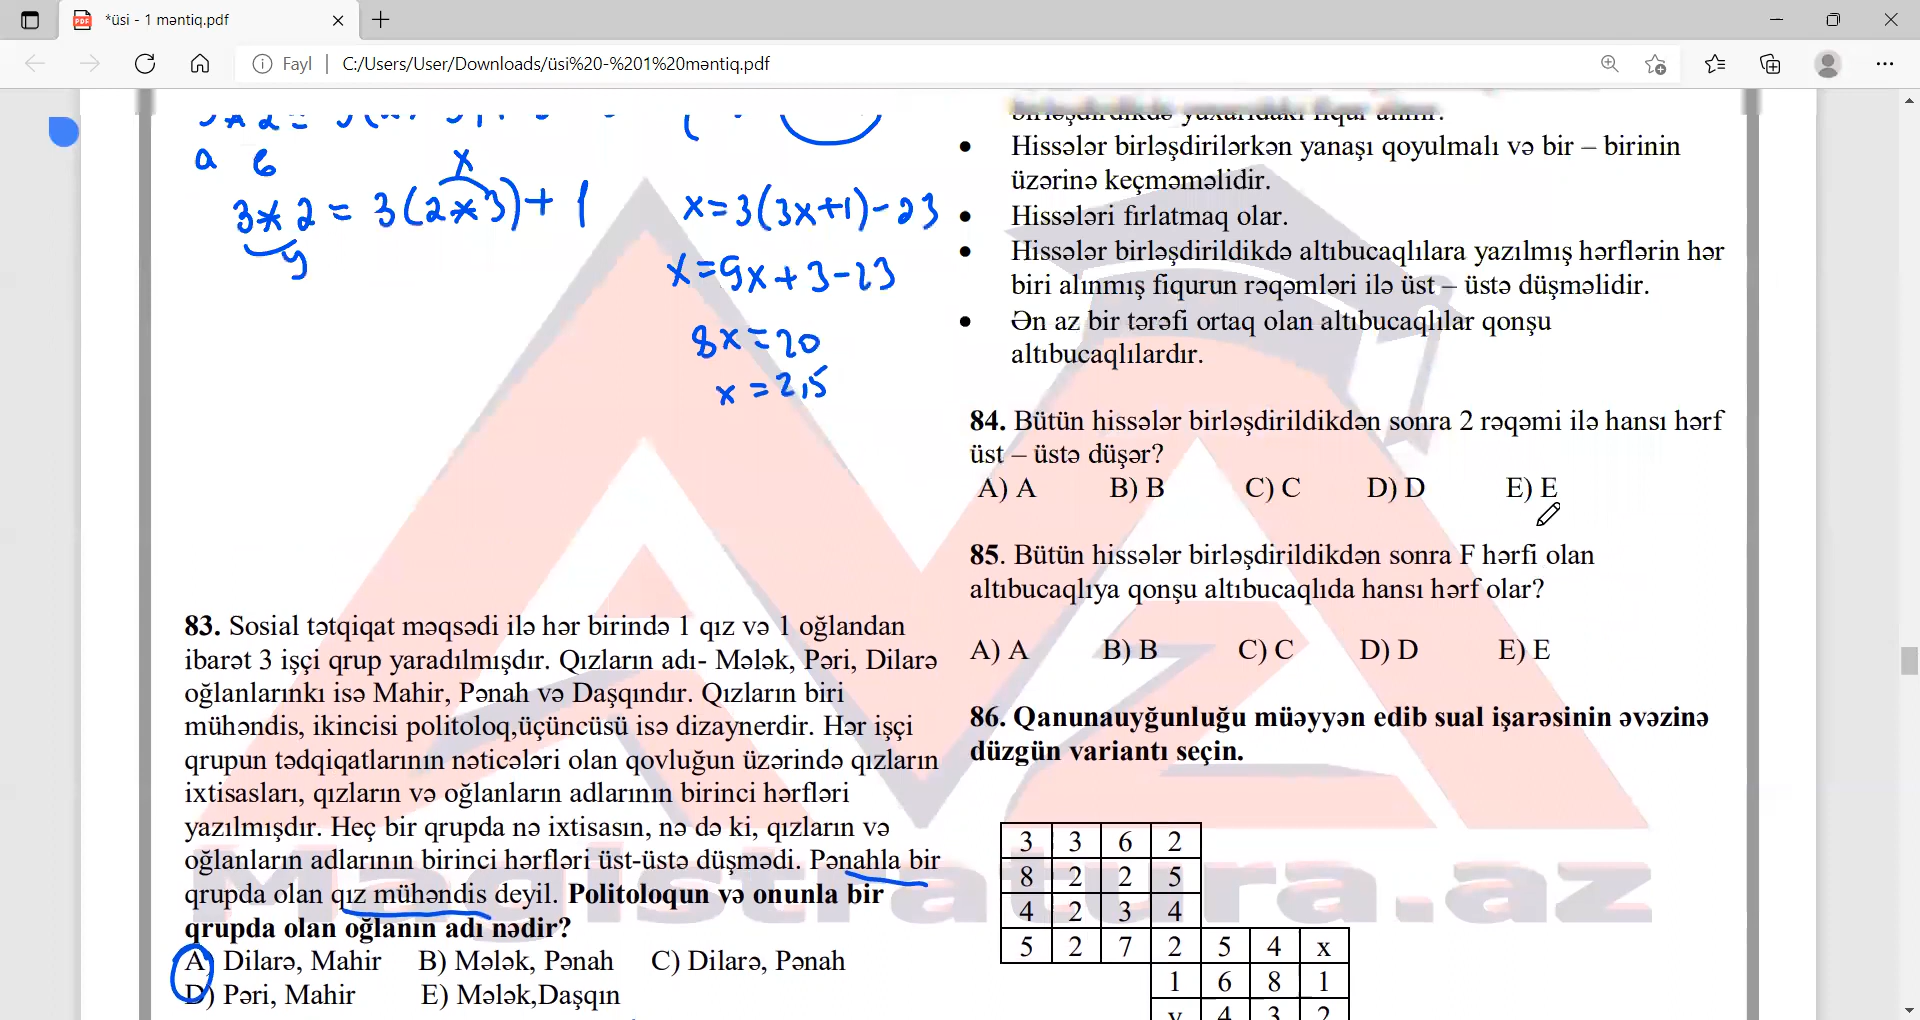 *üsi - 1 məntiq.pdf
Fayl | C:/Users/User/Downloads/üsi%20-%201%20məntiq.pdf
a b x
3*2 = 3(2*3)+1
y
x=3(3x+1)-23
x=9x+3-23
8x=20
x=2,5
83. Sosial tətqiqat məqsədi ilə hər birində 1 qız və 1 oğlandan
ibarət 3 işçi qrup yaradılmışdır. Qızların adı- Mələk, Pəri, Dilarə
oğlanlarınkı isə Mahir, Pənah və Daşqındır. Qızların biri
mühəndis, ikincisi politoloq,üçüncüsü isə dizaynerdir. Hər işçi
qrupun tədqiqatlarının nəticələri olan qovluğun üzərində qızların
ixtisasları, qızların və oğlanların adlarının birinci hərfləri
yazılmışdır. Heç bir qrupda nə ixtisasın, nə də ki, qızların və
oğlanların adlarının birinci hərfləri üst-üstə düşmədi. Pənahla bir
qrupda olan qız mühəndis deyil. Politoloqun və onunla bir
qrupda olan oğlanın adı nədir?
A) Dilarə, Mahir B) Mələk, Pənah C) Dilarə, Pənah
D) Pəri, Mahir E) Mələk,Daşqın
birləşdirdikdə yuxarıdakı fiqur alınır.
• Hissələr birləşdirilərkən yanaşı qoyulmalı və bir – birinin
üzərinə keçməməlidir.
• Hissələri fırlatmaq olar.
• Hissələr birləşdirildikdə altıbucaqlılara yazılmış hərflərin hər
biri alınmış fiqurun rəqəmləri ilə üst – üstə düşməlidir.
• Ən az bir tərəfi ortaq olan altıbucaqlılar qonşu
altıbucaqlılardır.
84. Bütün hissələr birləşdirildikdən sonra 2 rəqəmi ilə hansı hərf
üst – üstə düşər?
A) A B) B C) C D) D E) E
85. Bütün hissələr birləşdirildikdən sonra F hərfi olan
altıbucaqlıya qonşu altıbucaqlıda hansı hərf olar?
A) A B) B C) C D) D E) E
86. Qanunauyğunluğu müəyyən edib sual işarəsinin əvəzinə
düzgün variantı seçin.
3 3 6 2
8 2 2 5
4 2 3 4
5 2 7 2 5 4 x
1 6 8 1
y 4 3 2
Magistratura.az